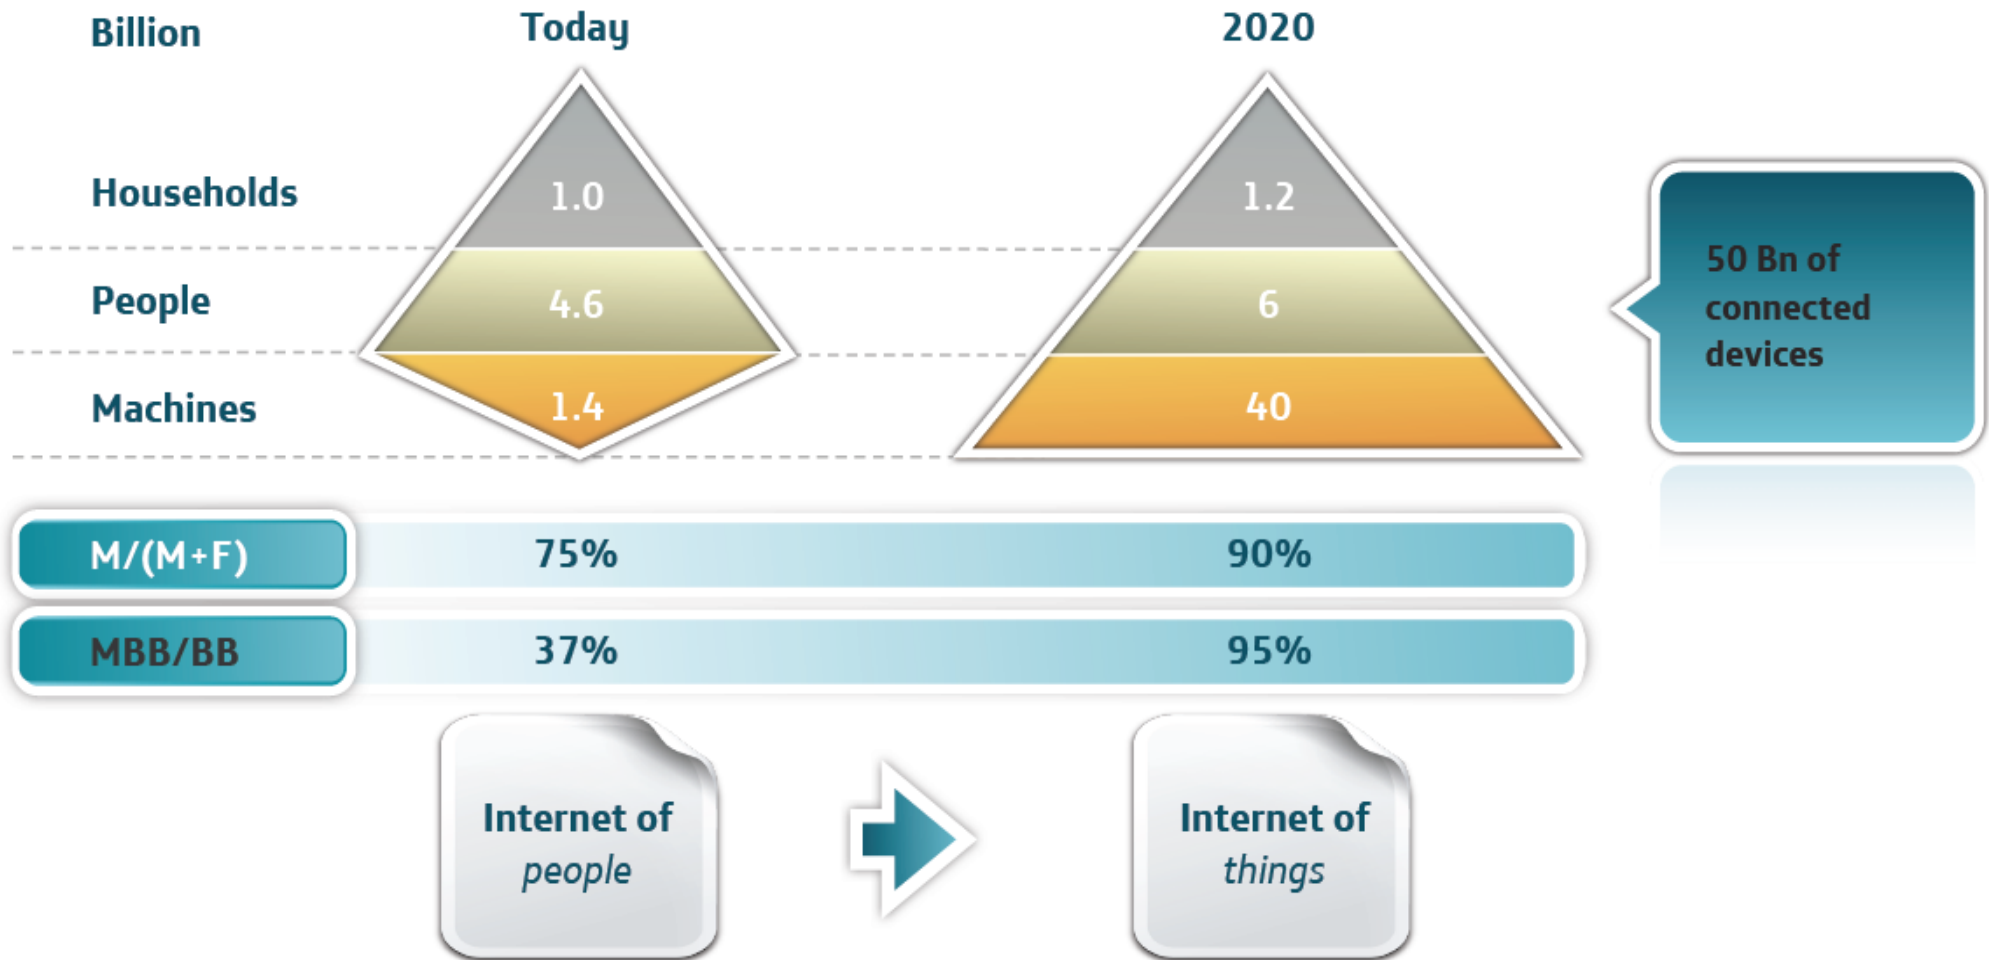 Billion Today 2020
Households 1.0 1.2
People 4.6 6
Machines 1.4 40
50 Bn of
connected
devices
M/(M+F) 75% 90%
MBB/BB 37% 95%
Internet of
people
Internet of
things